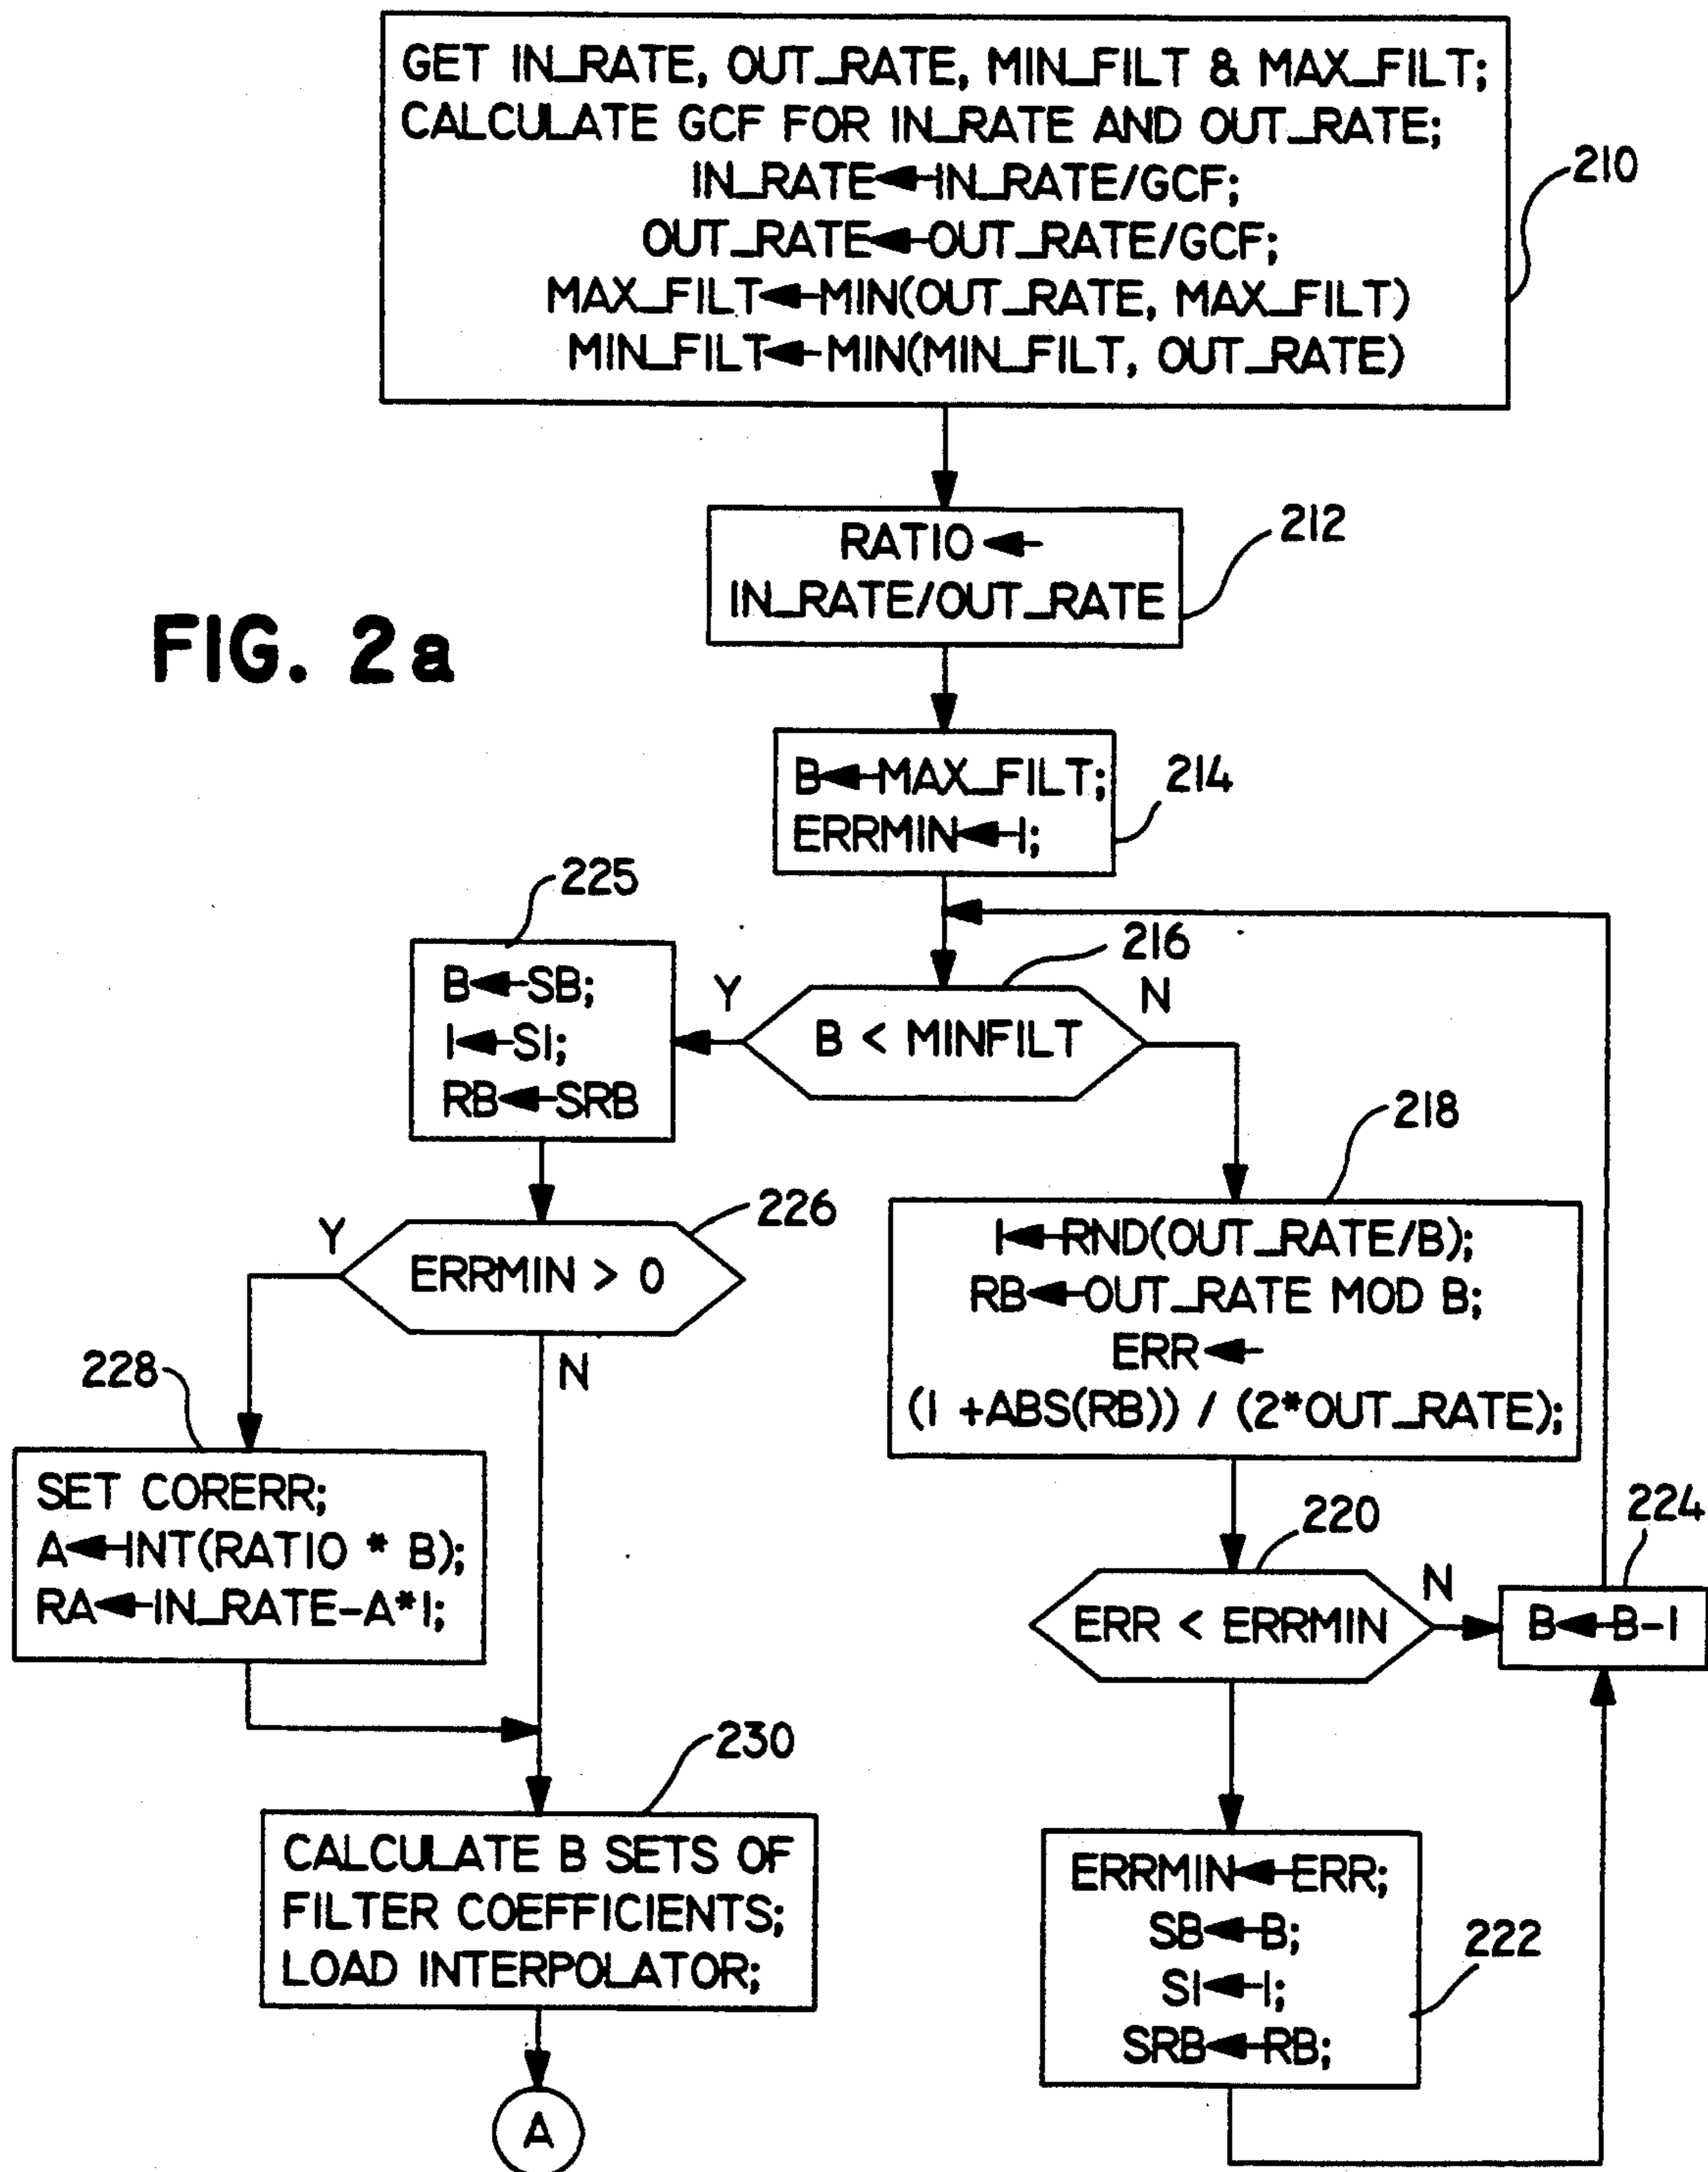 GET IN_RATE, OUT_RATE, MIN_FILT & MAX_FILT;
CALCULATE GCF FOR IN_RATE AND OUT_RATE;
IN_RATE←IN_RATE/GCF;
OUT_RATE←OUT_RATE/GCF;
MAX_FILT←MIN(OUT_RATE, MAX_FILT)
MIN_FILT←MIN(MIN_FILT, OUT_RATE)
210
RATIO←
IN_RATE/OUT_RATE
212
FIG. 2a
B←MAX_FILT;
ERRMIN←1;
214
225
B←SB;
I←SI;
RB←SRB
Y
216
B < MINFILT
N
218
I←RND(OUT_RATE/B);
RB←OUT_RATE MOD B;
ERR←
(1 +ABS(RB)) / (2*OUT_RATE);
Y
226
ERRMIN > 0
N
228
SET CORERR;
A←INT(RATIO * B);
RA←IN_RATE-A*I;
220
ERR < ERRMIN
N
224
B←B-1
230
CALCULATE B SETS OF
FILTER COEFFICIENTS;
LOAD INTERPOLATOR;
ERRMIN←ERR;
SB←B;
SI←I;
SRB←RB;
222
A